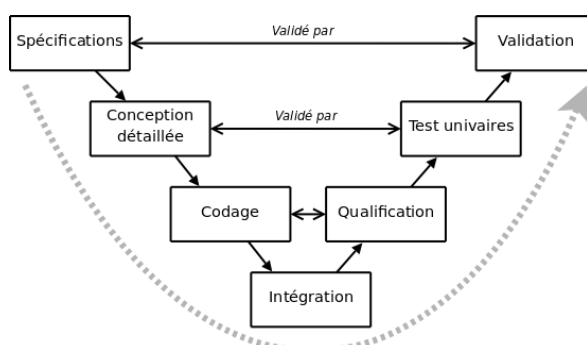 Spécifications
Validé par
Validation
Conception
détaillée
Validé par
Test univaires
Codage
Qualification
Intégration